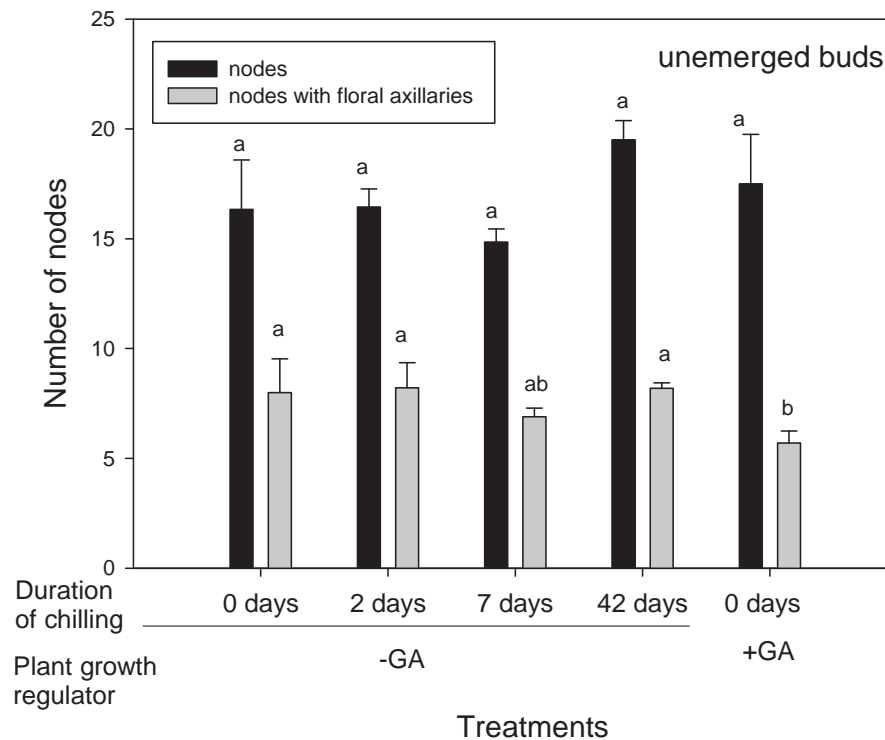 25
20
15
10
5
0
Number of nodes
nodes
nodes with floral axillaries
unemerged buds
a
a
a
a
a
a
a
ab
a
b
Duration
of chilling
0 days 2 days 7 days 42 days 0 days
Plant growth
regulator
-GA +GA
Treatments